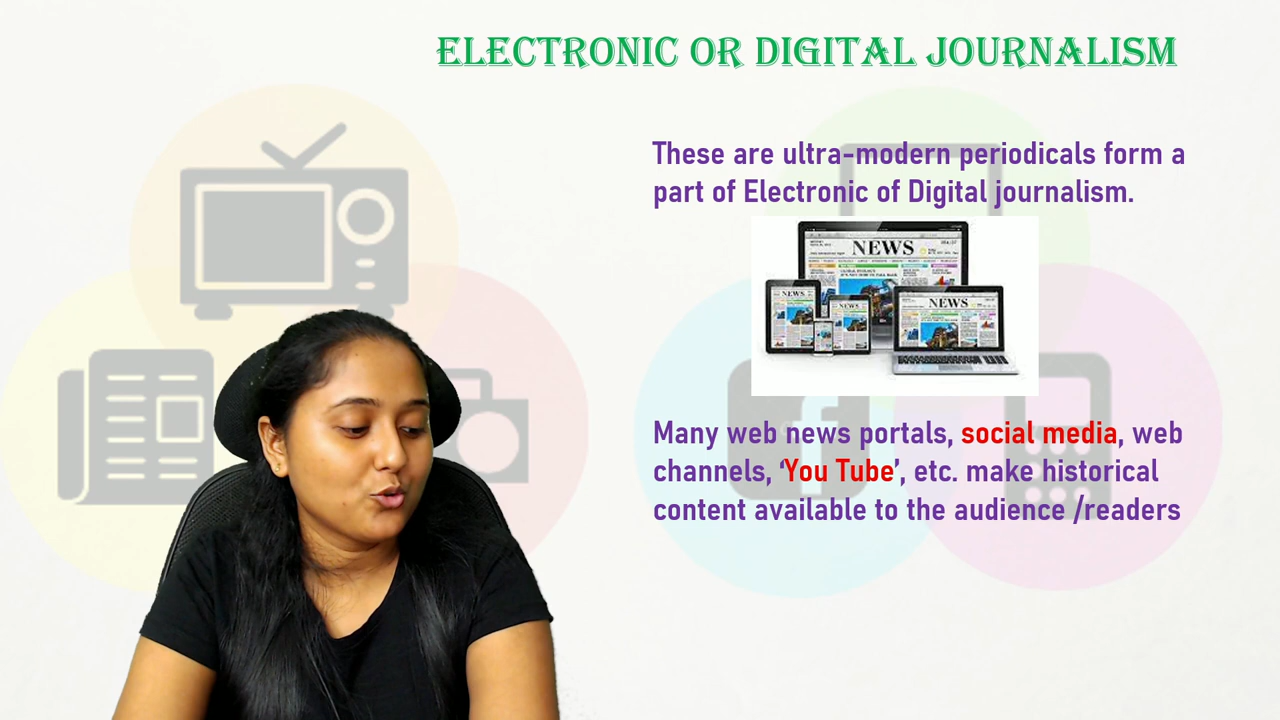 ELECTRONIC OR DIGITAL JOURNALISM
These are ultra-modern periodicals form a
part of Electronic of Digital journalism.
NEWS
NEWS
NEWS
NEWS
Many web news portals, social media, web
channels, ‘You Tube’, etc. make historical
content available to the audience /readers